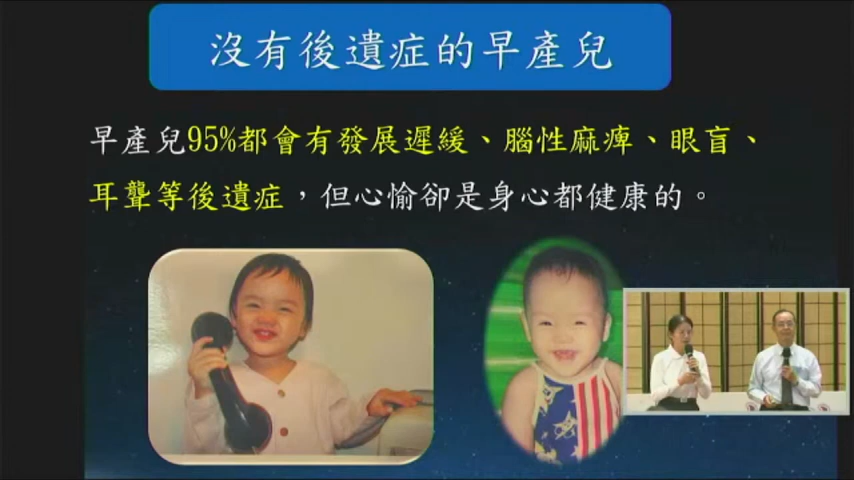 沒有後遺症的早產兒
早產兒95%都會有發展遲緩、腦性麻痺、眼盲、
耳聾等後遺症，但心愉卻是身心都健康的。